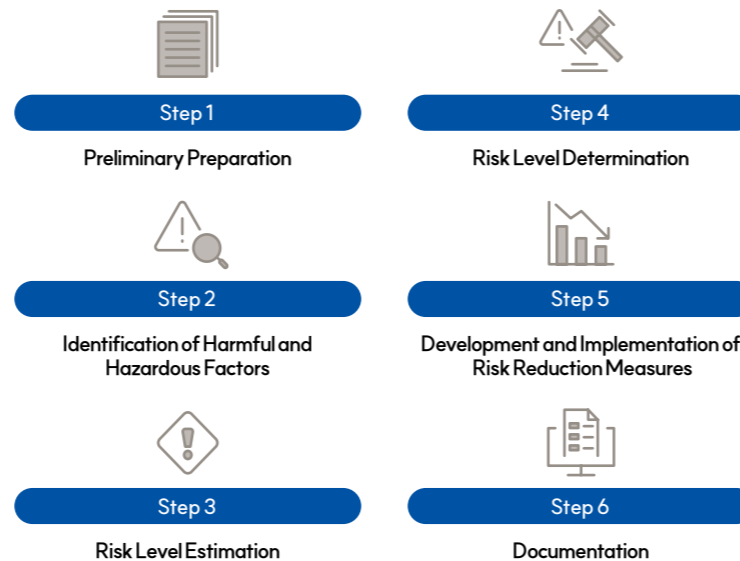 Step 1
Preliminary Preparation
Step 2
Identification of Harmful and
Hazardous Factors
Step 3
Risk Level Estimation
Step 4
Risk Level Determination
Step 5
Development and Implementation of
Risk Reduction Measures
Step 6
Documentation